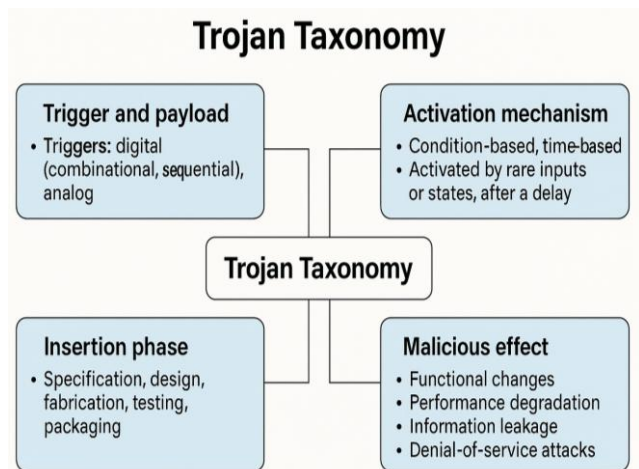 Trojan Taxonomy
Trigger and payload
• Triggers: digital
(combinational, sequential),
analog
Activation mechanism
• Condition-based, time-based
• Activated by rare inputs
or states, after a delay
Trojan Taxonomy
Insertion phase
• Specification, design,
fabrication, testing,
packaging
Malicious effect
• Functional changes
• Performance degradation
• Information leakage
• Denial-of-service attacks